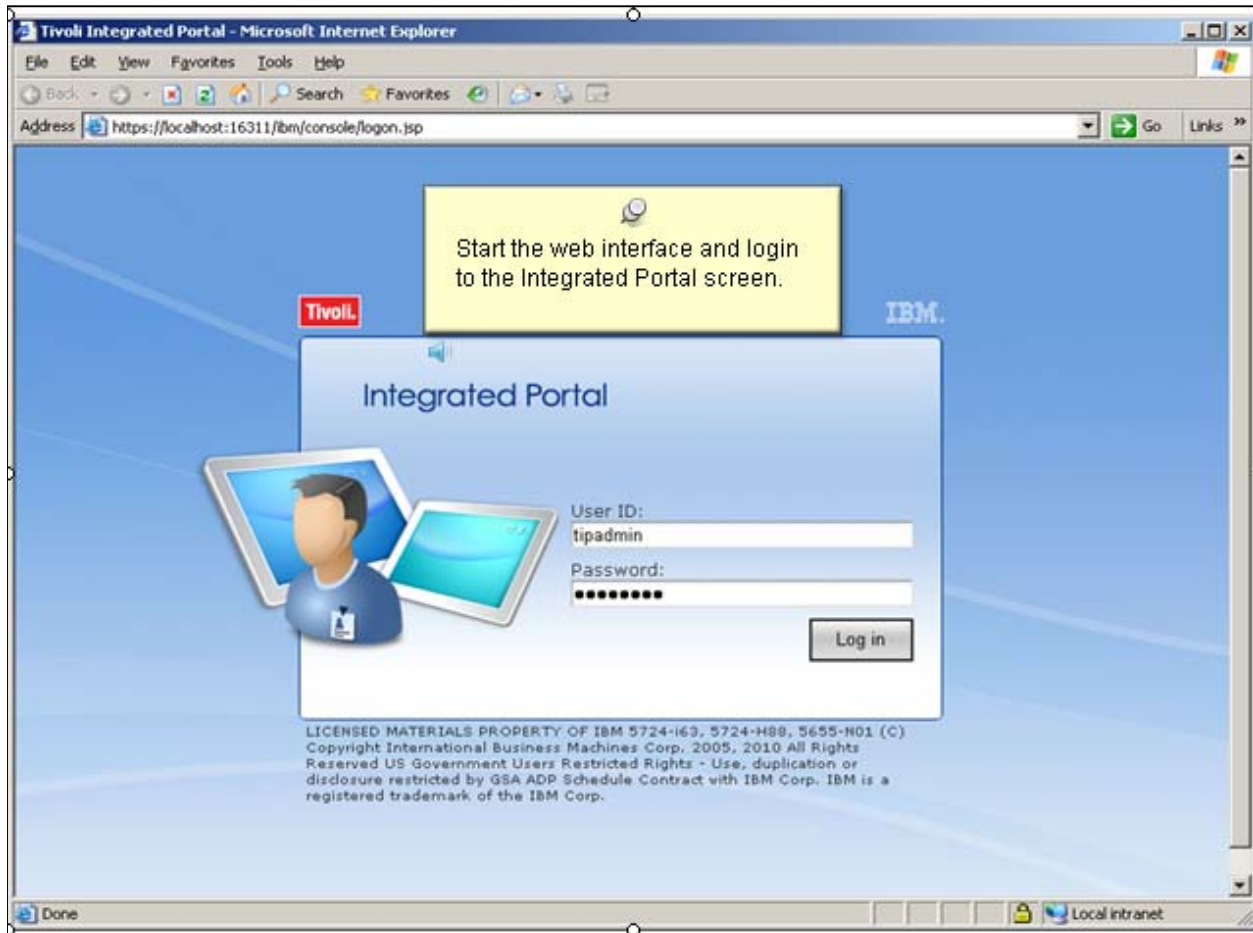 Tivoli Integrated Portal - Microsoft Internet Explorer
File Edit View Favorites Tools Help
Back Search Favorites
Address https://localhost:16311/ibm/console/logon.jsp Go Links »
Start the web interface and login
to the Integrated Portal screen.
Tivoli. IBM.
Integrated Portal
User ID:
tipadmin
Password:
●●●●●●●●
Log in
LICENSED MATERIALS PROPERTY OF IBM 5724-i63, 5724-H88, 5655-N01 (C)
Copyright International Business Machines Corp. 2005, 2010 All Rights
Reserved US Government Users Restricted Rights - Use, duplication or
disclosure restricted by GSA ADP Schedule Contract with IBM Corp. IBM is a
registered trademark of the IBM Corp.
Done Local intranet